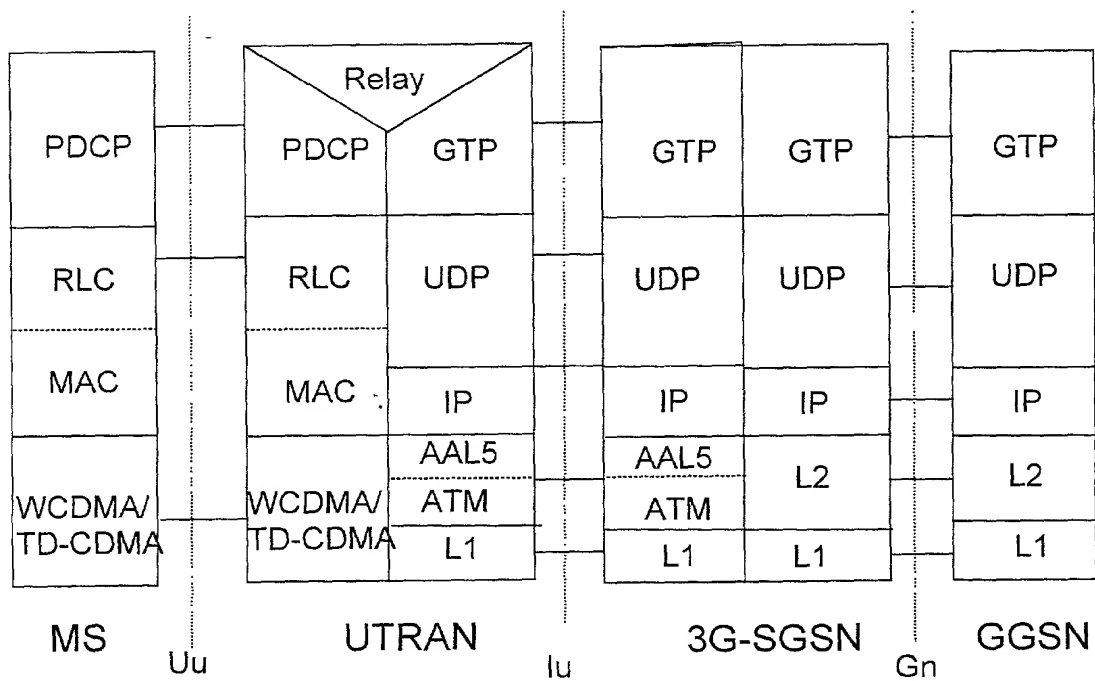 Relay
PDCP
PDCP
GTP
GTP
GTP
GTP
RLC
RLC
UDP
UDP
UDP
UDP
MAC
MAC
IP
IP
IP
IP
WCDMA/
TD-CDMA
WCDMA/
TD-CDMA
AAL5
ATM
L1
AAL5
ATM
L1
L2
L1
L2
L1
MS
Uu
UTRAN
Iu
3G-SGSN
Gn
GGSN